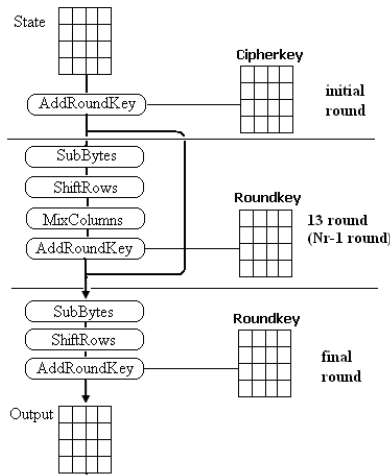 State
Cipherkey
AddRoundKey
initial
round
SubBytes
ShiftRows
MixColumns
AddRoundKey
Roundkey
13 round
(Nr-1 round)
SubBytes
ShiftRows
AddRoundKey
Roundkey
final
round
Output